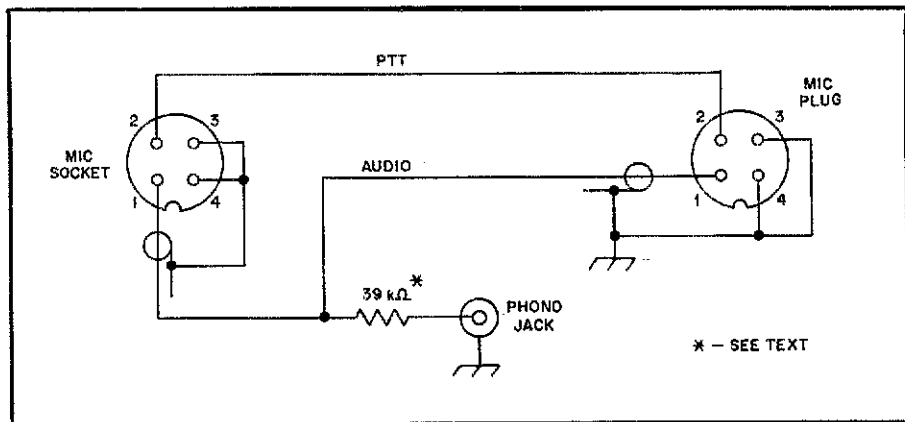 PTT
MIC
PLUG
2 3
2 3
MIC
SOCKET
AUDIO
1 4
1 4
39 kΩ*
PHONO
JACK
* — SEE TEXT